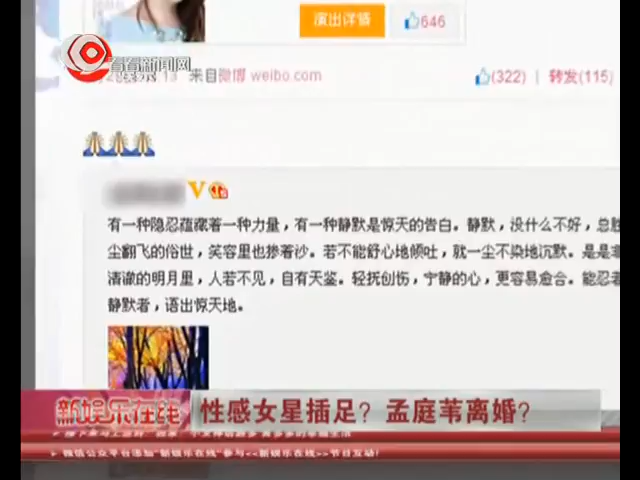 演出详情
646
看看新闻网
13 来自微博 weibo.com
(322) | 转发(115)
V
有一种隐忍蕴藏着一种力量，有一种静默是惊天的告白。静默，没什么不好，总胜
尘翻飞的俗世，笑容里也掺着沙。若不能舒心地倾吐，就一尘不染地沉默。是是非
清澈的明月里，人若不见，自有天鉴。轻抚创伤，宁静的心，更容易愈合。能忍者
静默者，语出惊天地。
新娱乐在线
性感女星插足？孟庭苇离婚？
微信公众平台添加"新娱乐在线"参与<<新娱乐在线>>节目互动！